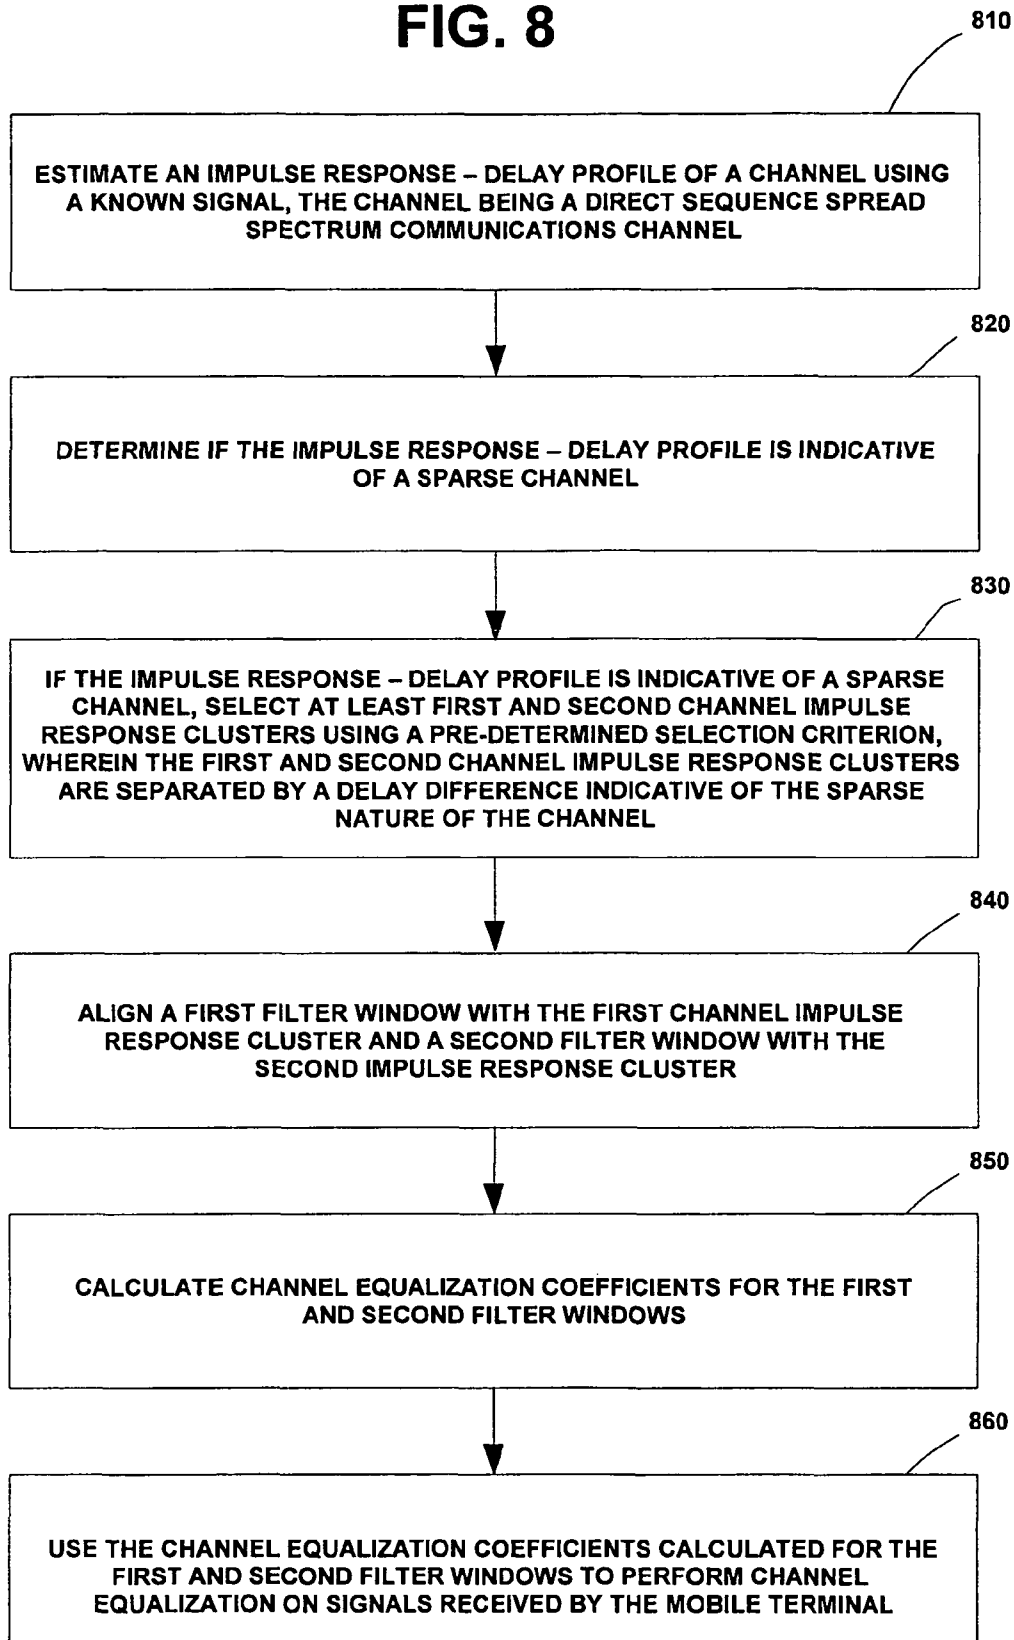 FIG. 8
810
ESTIMATE AN IMPULSE RESPONSE – DELAY PROFILE OF A CHANNEL USING
A KNOWN SIGNAL, THE CHANNEL BEING A DIRECT SEQUENCE SPREAD
SPECTRUM COMMUNICATIONS CHANNEL
820
DETERMINE IF THE IMPULSE RESPONSE – DELAY PROFILE IS INDICATIVE
OF A SPARSE CHANNEL
830
IF THE IMPULSE RESPONSE – DELAY PROFILE IS INDICATIVE OF A SPARSE
CHANNEL, SELECT AT LEAST FIRST AND SECOND CHANNEL IMPULSE
RESPONSE CLUSTERS USING A PRE-DETERMINED SELECTION CRITERION,
WHEREIN THE FIRST AND SECOND CHANNEL IMPULSE RESPONSE CLUSTERS
ARE SEPARATED BY A DELAY DIFFERENCE INDICATIVE OF THE SPARSE
NATURE OF THE CHANNEL
840
ALIGN A FIRST FILTER WINDOW WITH THE FIRST CHANNEL IMPULSE
RESPONSE CLUSTER AND A SECOND FILTER WINDOW WITH THE
SECOND IMPULSE RESPONSE CLUSTER
850
CALCULATE CHANNEL EQUALIZATION COEFFICIENTS FOR THE FIRST
AND SECOND FILTER WINDOWS
860
USE THE CHANNEL EQUALIZATION COEFFICIENTS CALCULATED FOR THE
FIRST AND SECOND FILTER WINDOWS TO PERFORM CHANNEL
EQUALIZATION ON SIGNALS RECEIVED BY THE MOBILE TERMINAL